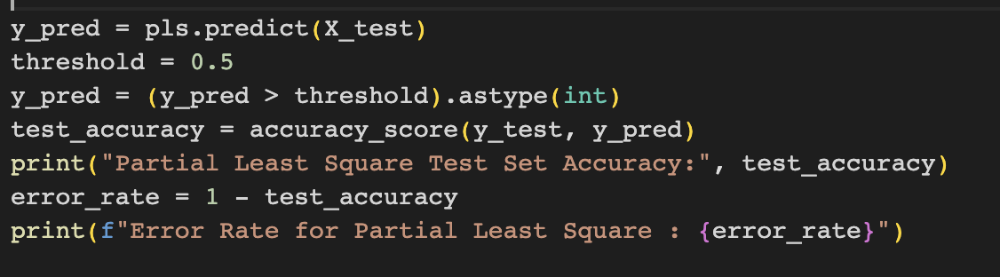 y_pred = pls.predict(X_test)
threshold = 0.5
y_pred = (y_pred > threshold).astype(int)
test_accuracy = accuracy_score(y_test, y_pred)
print("Partial Least Square Test Set Accuracy:", test_accuracy)
error_rate = 1 - test_accuracy
print(f"Error Rate for Partial Least Square : {error_rate}")